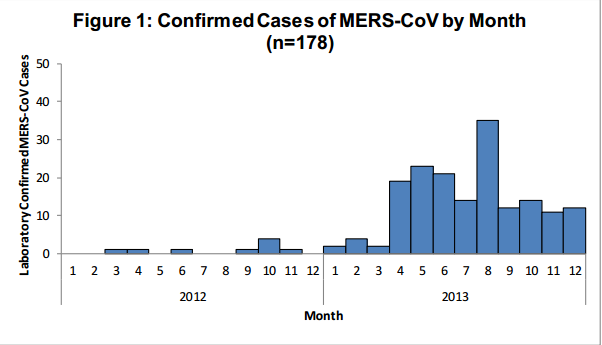 Figure 1: Confirmed Cases of MERS-CoV by Month
(n=178)
Laboratory Confirmed MERS-CoV Cases
50
40
30
20
10
0
1 2 3 4 5 6 7 8 9 10 11 12 1 2 3 4 5 6 7 8 9 10 11 12
2012 2013
Month